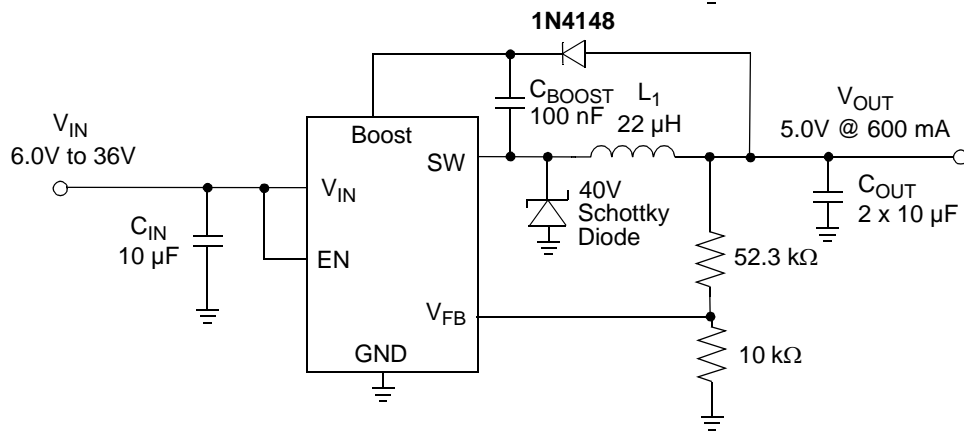 1N4148
C_BOOST
100 nF
L_1
22 µH
V_OUT
5.0V @ 600 mA
V_IN
6.0V to 36V
Boost
SW
V_IN
EN
V_FB
GND
C_IN
10 µF
40V
Schottky
Diode
C_OUT
2 x 10 µF
52.3 kΩ
10 kΩ